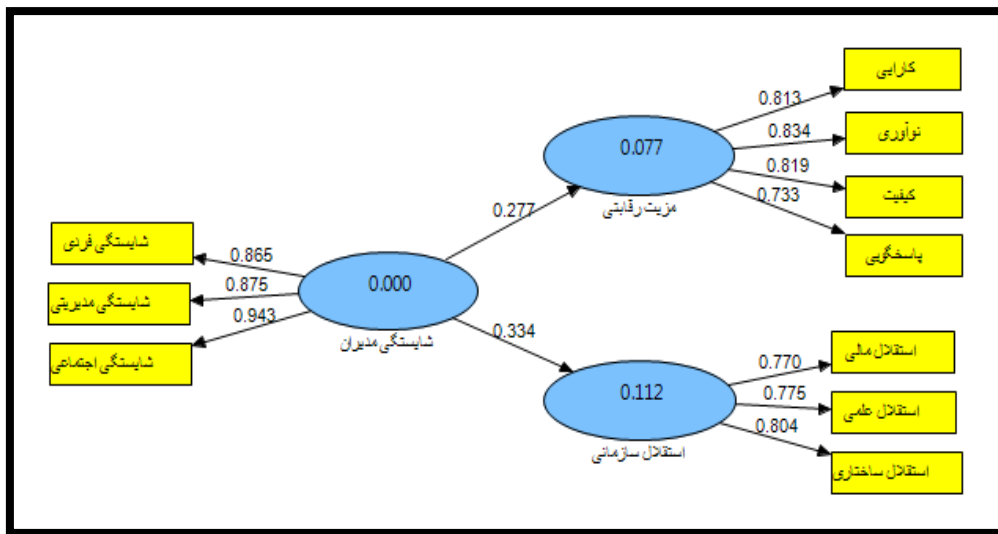 کارایی
0.813
نوآوری
0.834
0.077
0.819
کیفیت
0.733
مزیت رقابتی
پاسخگویی
0.277
شایستگی فردی
0.865
0.000
شایستگی مدیریتی
0.875
0.943
شایستگی مدیران
شایستگی اجتماعی
0.334
استقلال مالی
0.770
0.112
0.775
استقلال علمی
0.804
استقلال سازمانی
استقلال ساختاری